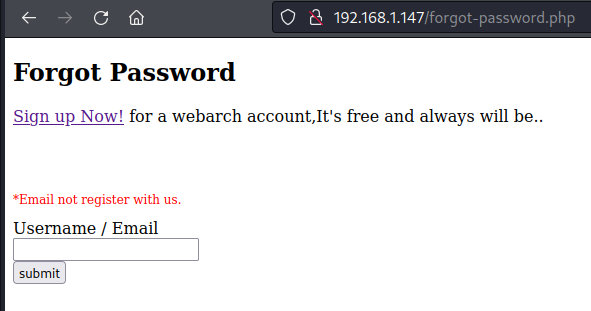 192.168.1.147/forgot-password.php
Forgot Password
Sign up Now! for a webarch account,It's free and always will be..
*Email not register with us.
Username / Email
submit